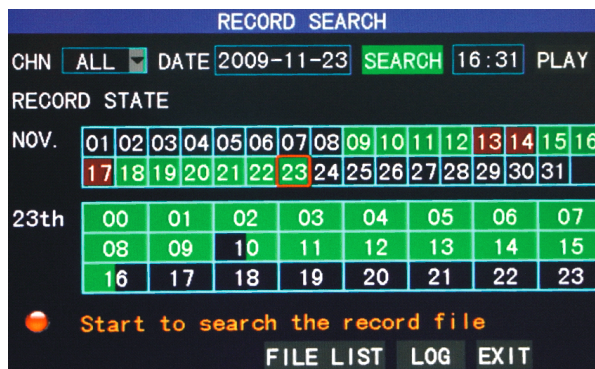 RECORD SEARCH
CHN ALL DATE 2009-11-23 SEARCH 16:31 PLAY
RECORD STATE
NOV. 01 02 03 04 05 06 07 08 09 10 11 12 13 14 15 16
17 18 19 20 21 22 23 24 25 26 27 28 29 30 31
23th 00 01 02 03 04 05 06 07
08 09 10 11 12 13 14 15
16 17 18 19 20 21 22 23
Start to search the record file
FILE LIST LOG EXIT